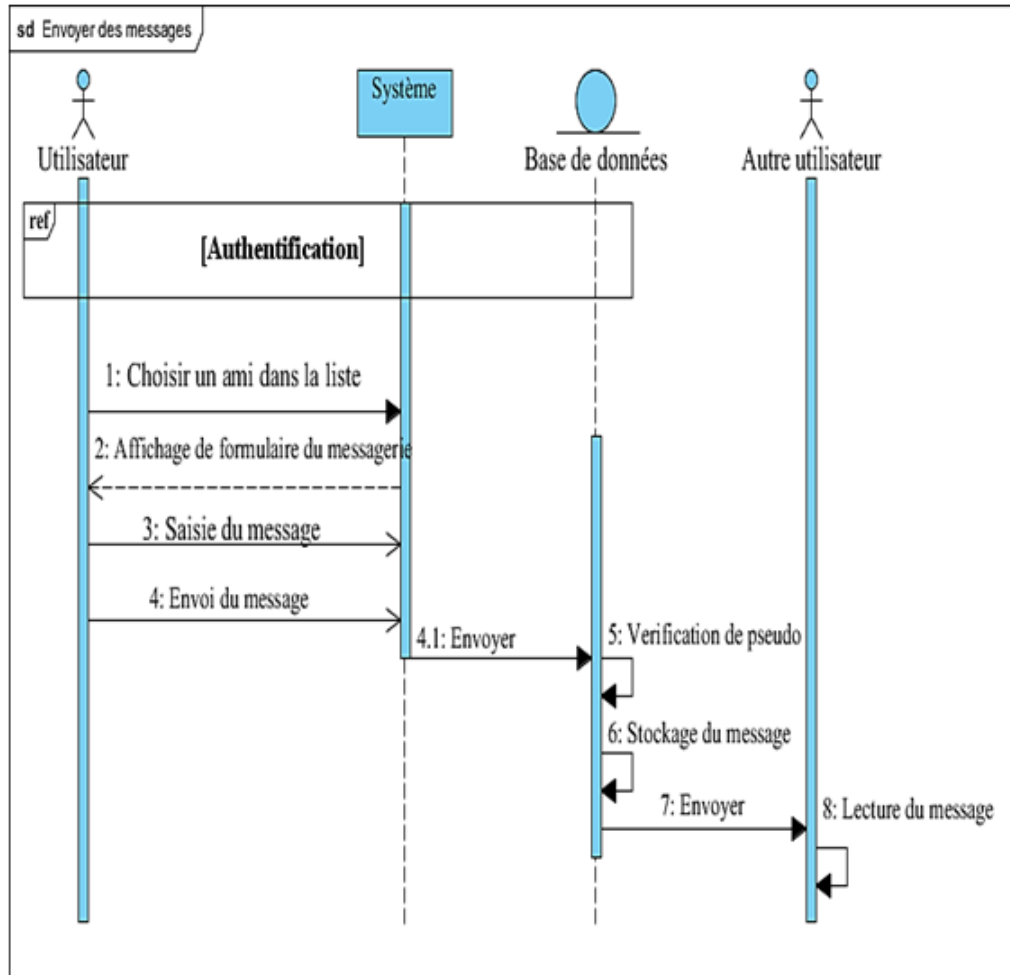 sd Envoyer des messages
Système
Utilisateur
Base de données
Autre utilisateur
ref
[Authentification]
1: Choisir un ami dans la liste
2: Affichage de formulaire du messagerie
3: Saisie du message
4: Envoi du message
4.1: Envoyer
5: Verification de pseudo
6: Stockage du message
7: Envoyer
8: Lecture du message